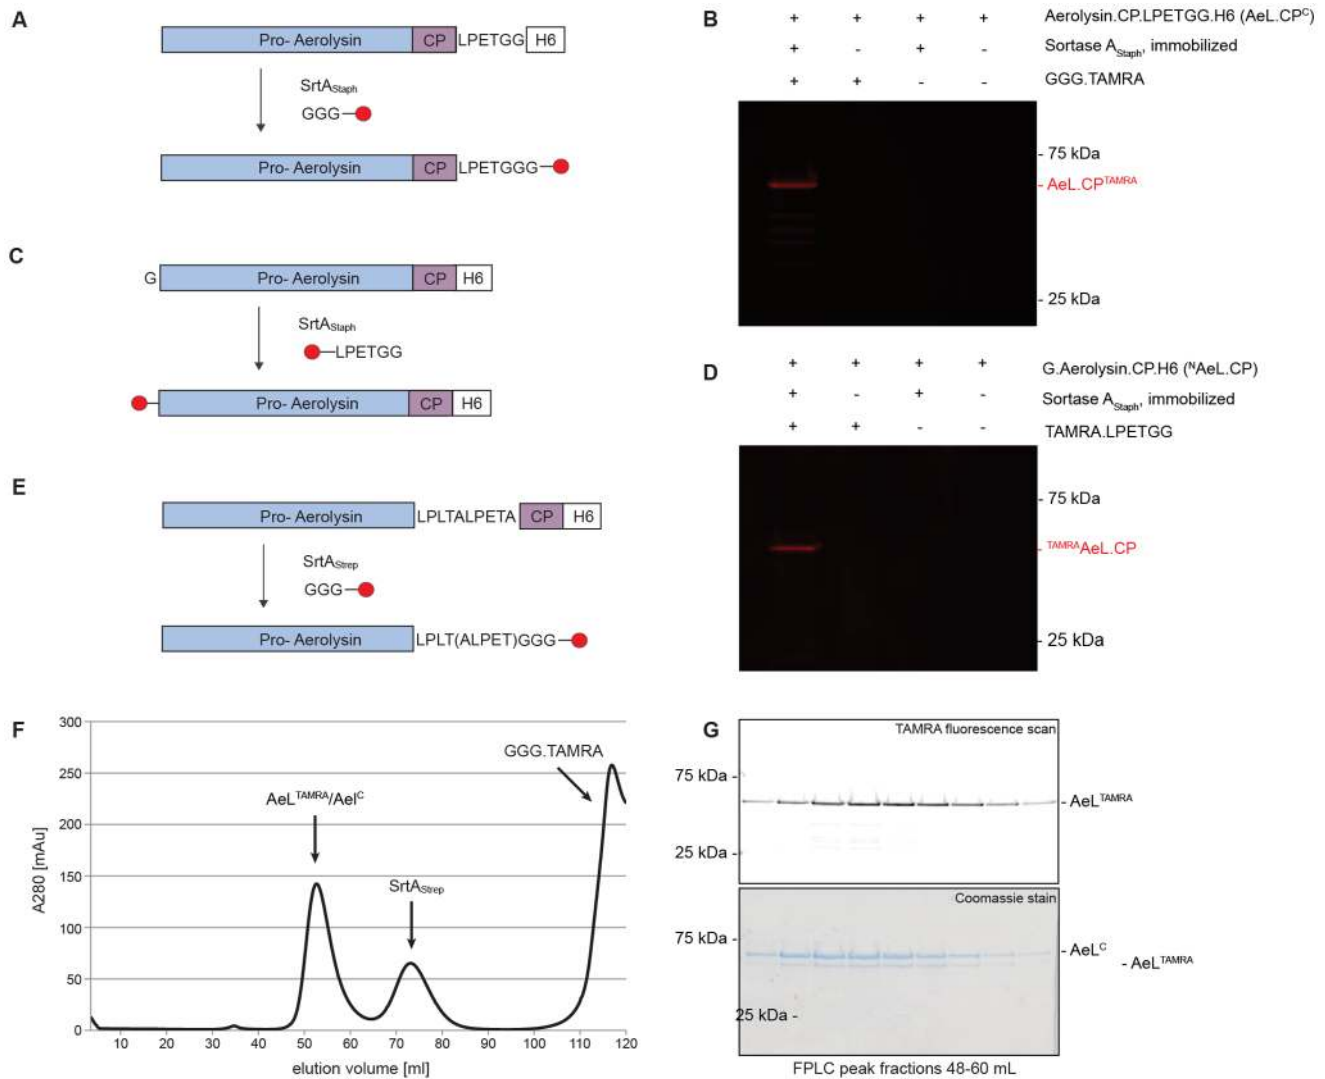 A
Pro- Aerolysin CP LPETGG H6
SrtAStaph
GGG
Pro- Aerolysin CP LPETGGG
B
+ + + + Aerolysin.CP.LPETGG.H6 (AeL.CPC)
+ - + - Sortase AStaph, immobilized
+ + - - GGG.TAMRA
- 75 kDa
- AeL.CPTAMRA
- 25 kDa
C
G Pro- Aerolysin CP H6
SrtAStaph
LPETGG
Pro- Aerolysin CP H6
D
+ + + + G.Aerolysin.CP.H6 (NAeL.CP)
+ - + - Sortase AStaph, immobilized
+ + - - TAMRA.LPETGG
- 75 kDa
- TAMRAAeL.CP
- 25 kDa
E
Pro- Aerolysin LPLTALPETA CP H6
SrtAStrep
GGG
Pro- Aerolysin LPLT(ALPET)GGG
F
300
250
200
150
100
50
0
A280 [mAu]
GGG.TAMRA
AeLTAMRA/AelC
SrtAStrep
10 20 30 40 50 60 70 80 90 100 110 120
elution volume [ml]
G
TAMRA fluorescence scan
75 kDa -
- AeLTAMRA
25 kDa -
Coomassie stain
75 kDa -
- AeLC
- AeLTAMRA
25 kDa -
FPLC peak fractions 48-60 mL